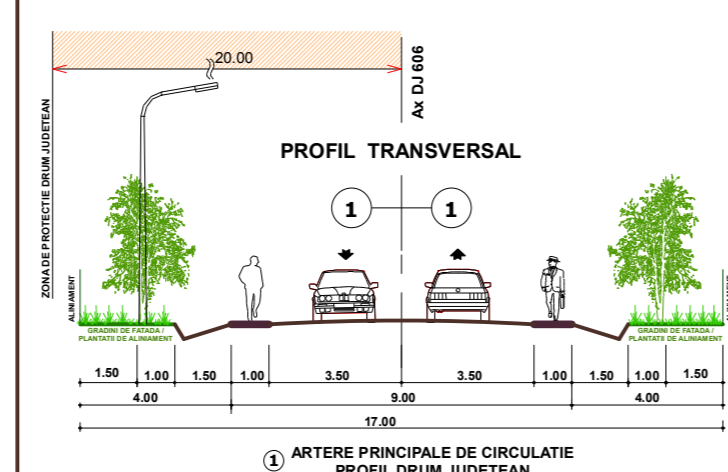 20.00
Ax DJ 606
ZONA DE PROTECTIE DRUM JUDETEAN
PROFIL TRANSVERSAL
1 1
ALINIAMENT
GRADINI DE FATADA /
PLANTATII DE ALINIAMENT
GRADINI DE FATADA /
PLANTATII DE ALINIAMENT
1.50 1.00 1.50 1.00 3.50 3.50 1.00 1.50 1.00 1.50
4.00 9.00 4.00
17.00
1 ARTERE PRINCIPALE DE CIRCULATIE
PROFIL DRUM JUDETEAN